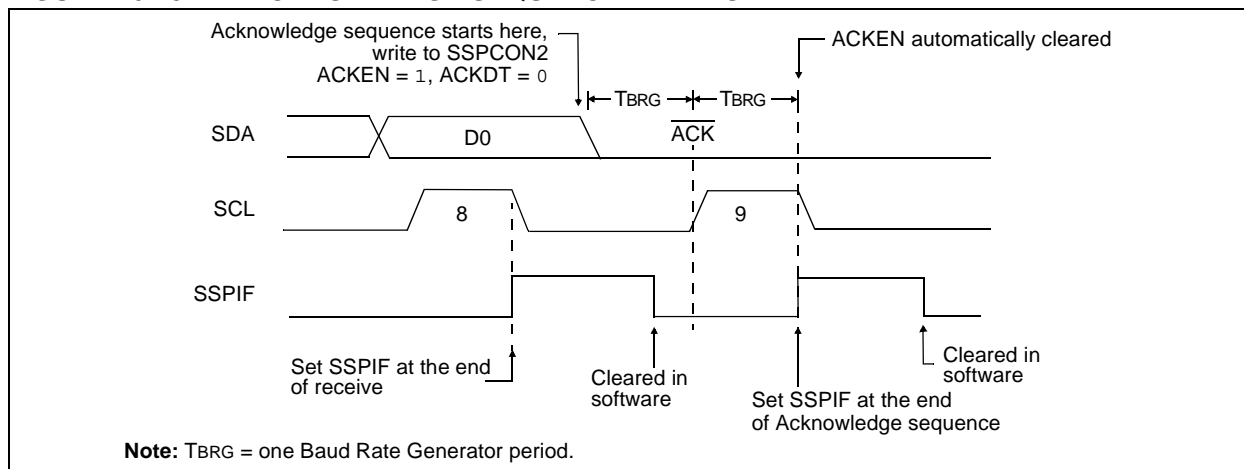 Acknowledge sequence starts here,
write to SSPCON2
ACKEN = 1, ACKDT = 0
ACKEN automatically cleared
TBRG
TBRG
SDA
D0
ACK
SCL
8
9
SSPIF
Set SSPIF at the end
of receive
Cleared in
software
Set SSPIF at the end
of Acknowledge sequence
Cleared in
software
Note: TBRG = one Baud Rate Generator period.